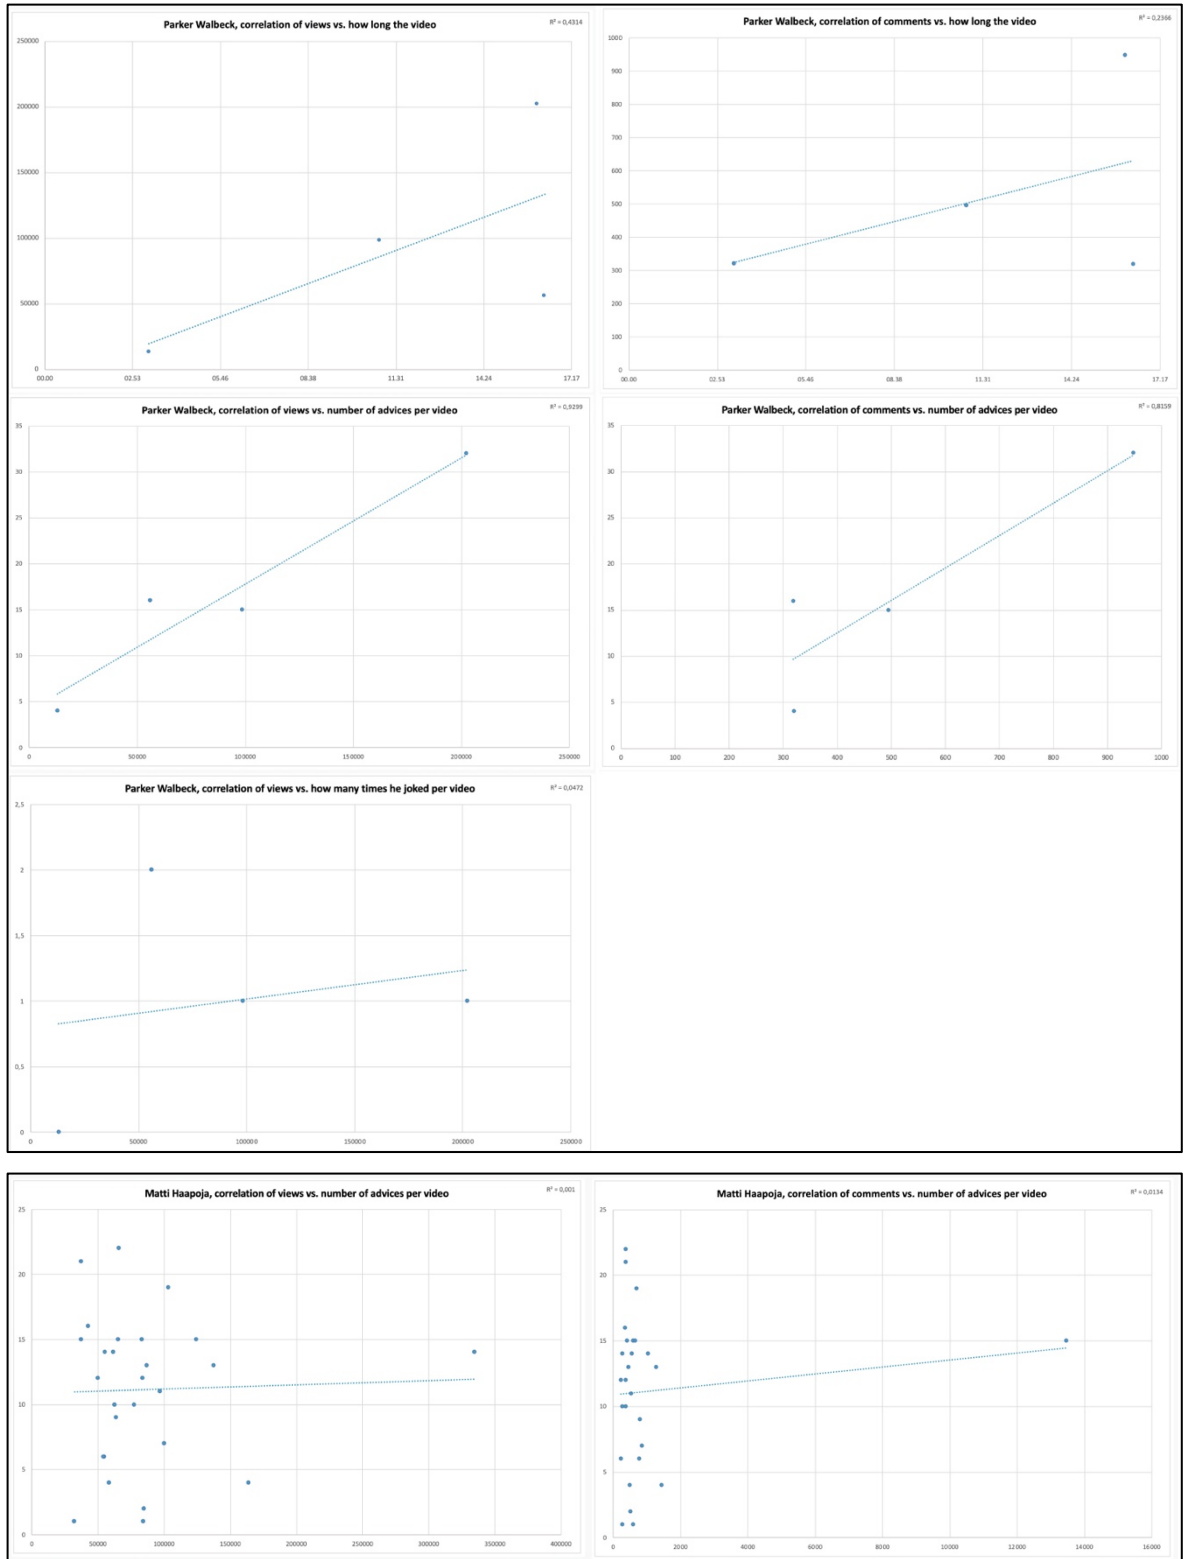 Parker Walbeck, correlation of views vs. how long the video
R² = 0,4314
250000
200000
150000
100000
50000
0
00.00 02.53 05.46 08.38 11.31 14.24 17.17
Parker Walbeck, correlation of comments vs. how long the video
R² = 0,2366
1000
900
800
700
600
500
400
300
200
100
0
00.00 02.53 05.46 08.38 11.31 14.24 17.17
Parker Walbeck, correlation of views vs. number of advices per video
R² = 0,9299
35
30
25
20
15
10
5
0
0 50000 100000 150000 200000 250000
Parker Walbeck, correlation of comments vs. number of advices per video
R² = 0,8159
35
30
25
20
15
10
5
0
0 100 200 300 400 500 600 700 800 900 1000
Parker Walbeck, correlation of views vs. how many times he joked per video
R² = 0,0472
2,5
2
1,5
1
0,5
0
0 50000 100000 150000 200000 250000
Matti Haapoja, correlation of views vs. number of advices per video
R² = 0,001
25
20
15
10
5
0
0 50000 100000 150000 200000 250000 300000 350000 400000
Matti Haapoja, correlation of comments vs. number of advices per video
R² = 0,0134
25
20
15
10
5
0
0 2000 4000 6000 8000 10000 12000 14000 16000